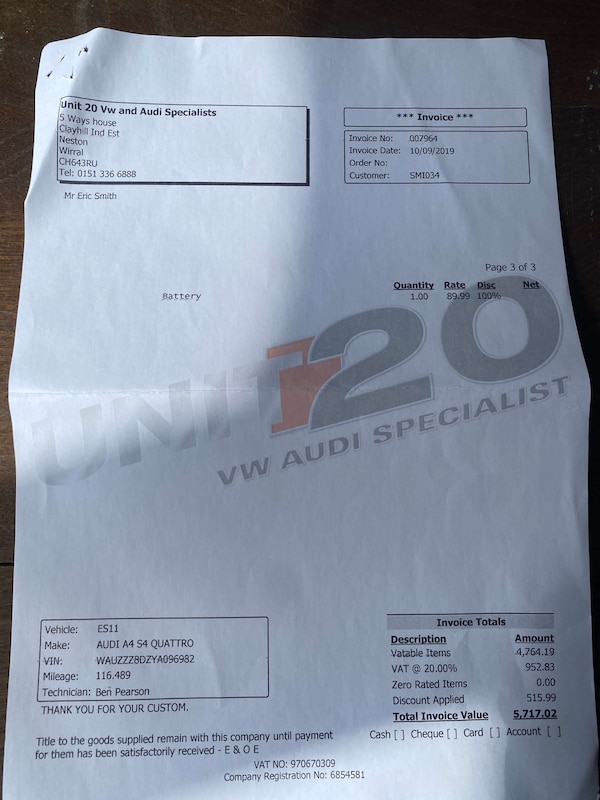 Unit 20 Vw and Audi Specialists
5 Ways house
Clayhill Ind Est
Neston
Wirral
CH643RU
Tel: 0151 336 6888
*** Invoice ***
Invoice No: 007964
Invoice Date: 10/09/2019
Order No:
Customer: SMI034
Mr Eric Smith
Page 3 of 3
Quantity Rate Disc Net
Battery 1.00 89.99 100%
UNIT 20
VW AUDI SPECIALIST
Vehicle: ES11
Make: AUDI A4 S4 QUATTRO
VIN: WAUZZZ8DZYA096982
Mileage: 116.489
Technician: Ben Pearson
THANK YOU FOR YOUR CUSTOM.
Invoice Totals
Description Amount
Vatable Items 4,764.19
VAT @ 20.00% 952.83
Zero Rated Items 0.00
Discount Applied 515.99
Total Invoice Value 5,717.02
Cash [ ] Cheque [ ] Card [ ] Account [ ]
Title to the goods supplied remain with this company until payment
for them has been satisfactorily received - E & O E
VAT NO: 970670309
Company Registration No: 6854581